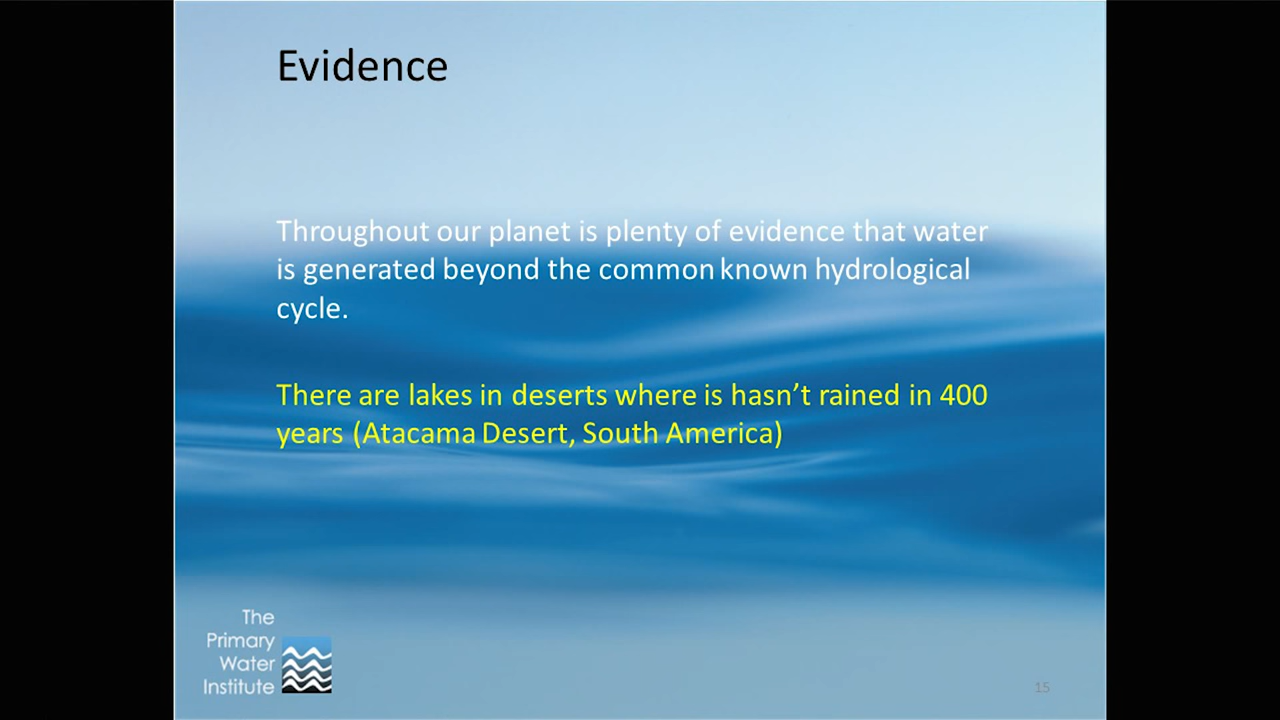 Evidence
Throughout our planet is plenty of evidence that water
is generated beyond the common known hydrological
cycle.
There are lakes in deserts where is hasn’t rained in 400
years (Atacama Desert, South America)
The
Primary
Water
Institute
15